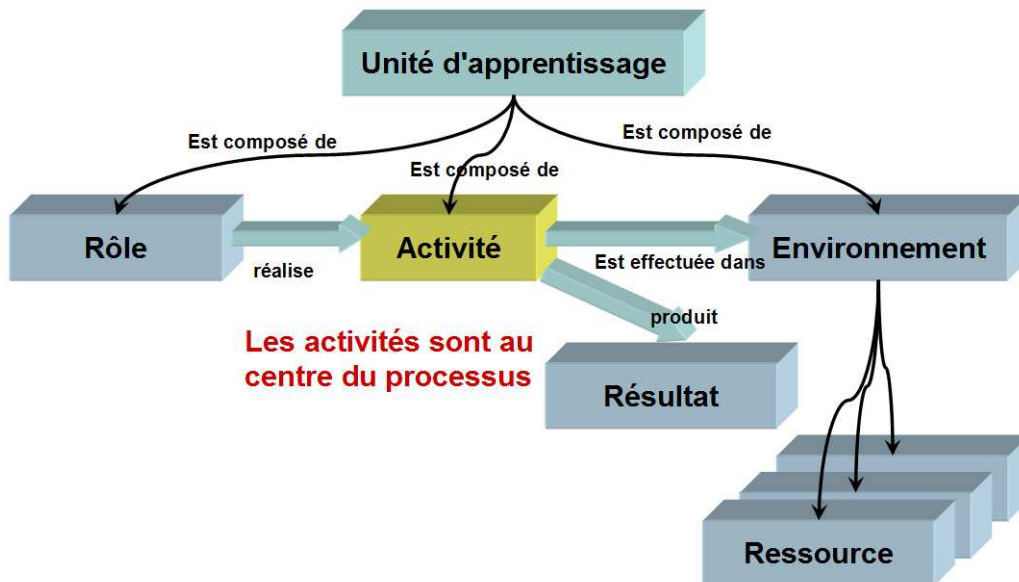 Unité d'apprentissage
Est composé de
Est composé de
Est composé de
Rôle
Activité
Environnement
réalise
Est effectuée dans
produit
Les activités sont au
centre du processus
Résultat
Ressource